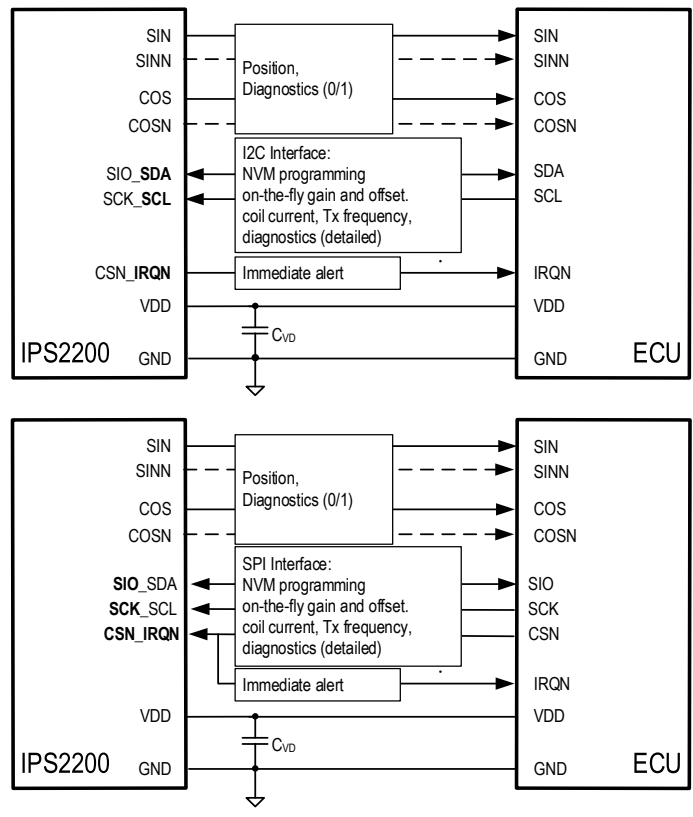 SIN
SINN
COS
COSN
SIO_SDA
SCK_SCL
CSN_IRQN
VDD
GND
IPS2200
Position,
Diagnostics (0/1)
I2C Interface:
NVM programming
on-the-fly gain and offset.
coil current, Tx frequency,
diagnostics (detailed)
Immediate alert
CVD
SIN
SINN
COS
COSN
SDA
SCL
IRQN
VDD
GND
ECU
SIN
SINN
COS
COSN
SIO_SDA
SCK_SCL
CSN_IRQN
VDD
GND
IPS2200
Position,
Diagnostics (0/1)
SPI Interface:
NVM programming
on-the-fly gain and offset.
coil current, Tx frequency,
diagnostics (detailed)
Immediate alert
CVD
SIN
SINN
COS
COSN
SIO
SCK
CSN
IRQN
VDD
GND
ECU